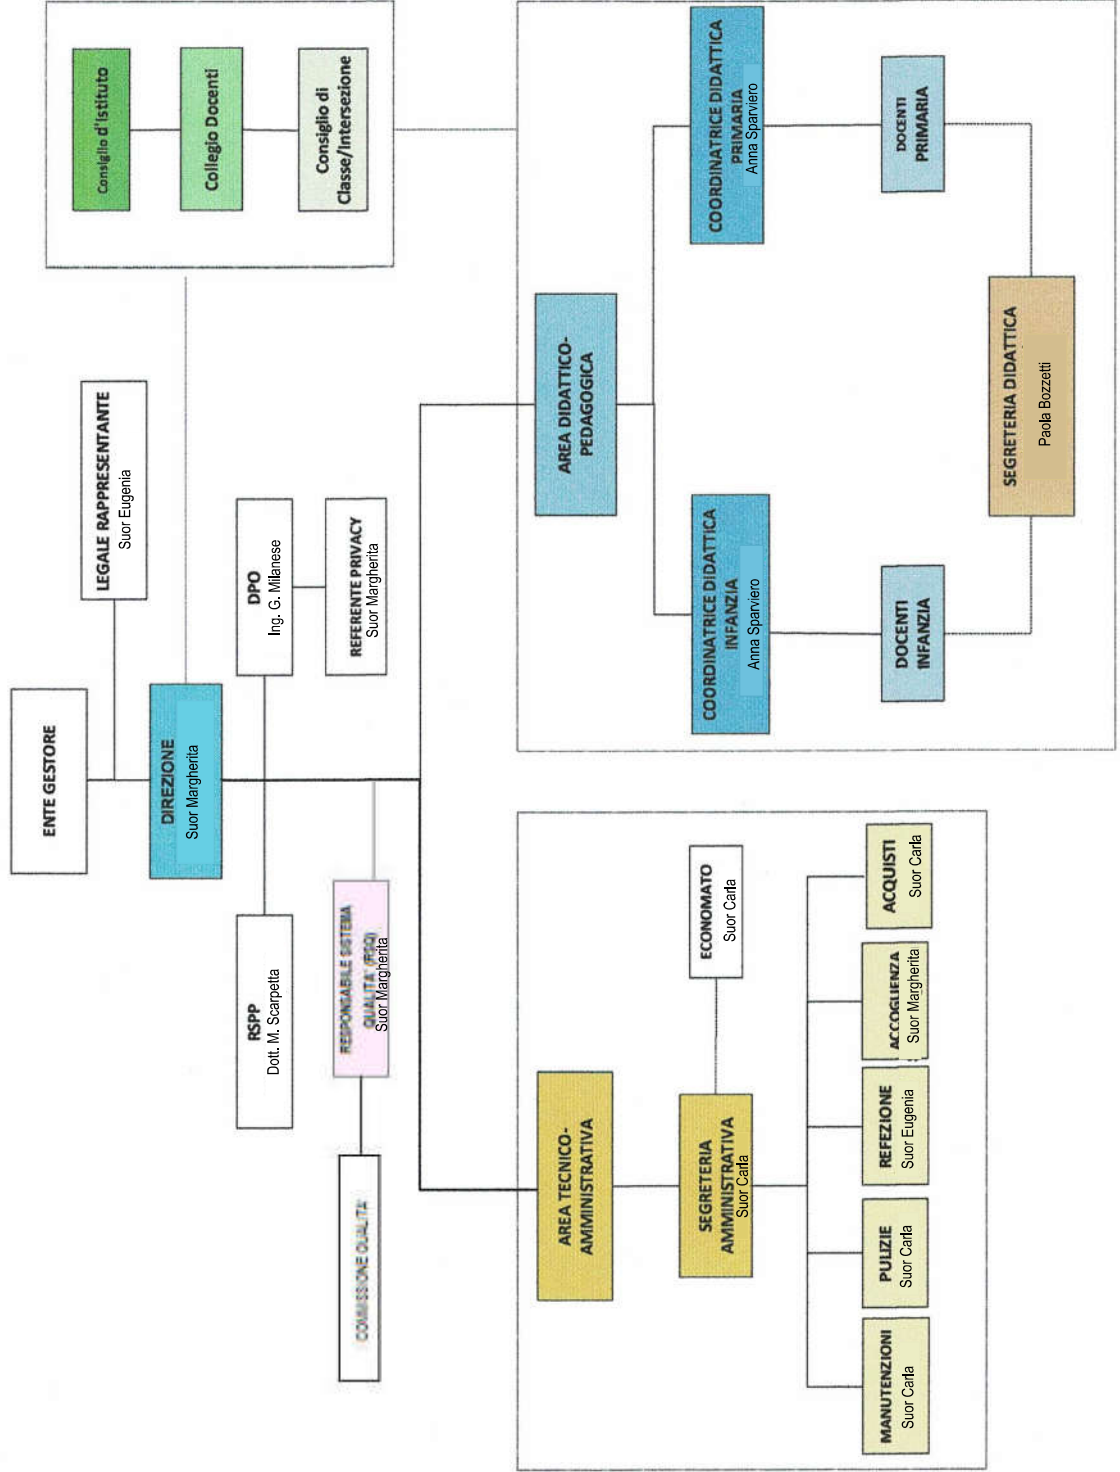 ENTE GESTORE
LEGALE RAPPRESENTANTE
Suor Eugenia
DIREZIONE
Suor Margherita
Consiglio d'Istituto
Collegio Docenti
Consiglio di
Classe/Intersezione
RSPP
Dott. M. Scarpetta
DPO
Ing. G. Milanese
REFERENTE PRIVACY
Suor Margherita
RESPONSABILE SISTEMA
QUALITA' (RSQ)
Suor Margherita
COMMISSIONE QUALITA'
AREA TECNICO-
AMMINISTRATIVA
SEGRETERIA
AMMINISTRATIVA
Suor Carla
ECONOMATO
Suor Carla
MANUTENZIONI
Suor Carla
PULIZIE
Suor Carla
REFEZIONE
Suor Eugenia
ACCOGLIENZA
Suor Margherita
ACQUISTI
Suor Carla
AREA DIDATTICO-
PEDAGOGICA
COORDINATRICE DIDATTICA
INFANZIA
Anna Sparviero
COORDINATRICE DIDATTICA
PRIMARIA
Anna Sparviero
DOCENTI
INFANZIA
DOCENTI
PRIMARIA
SEGRETERIA DIDATTICA
Paola Bozzetti